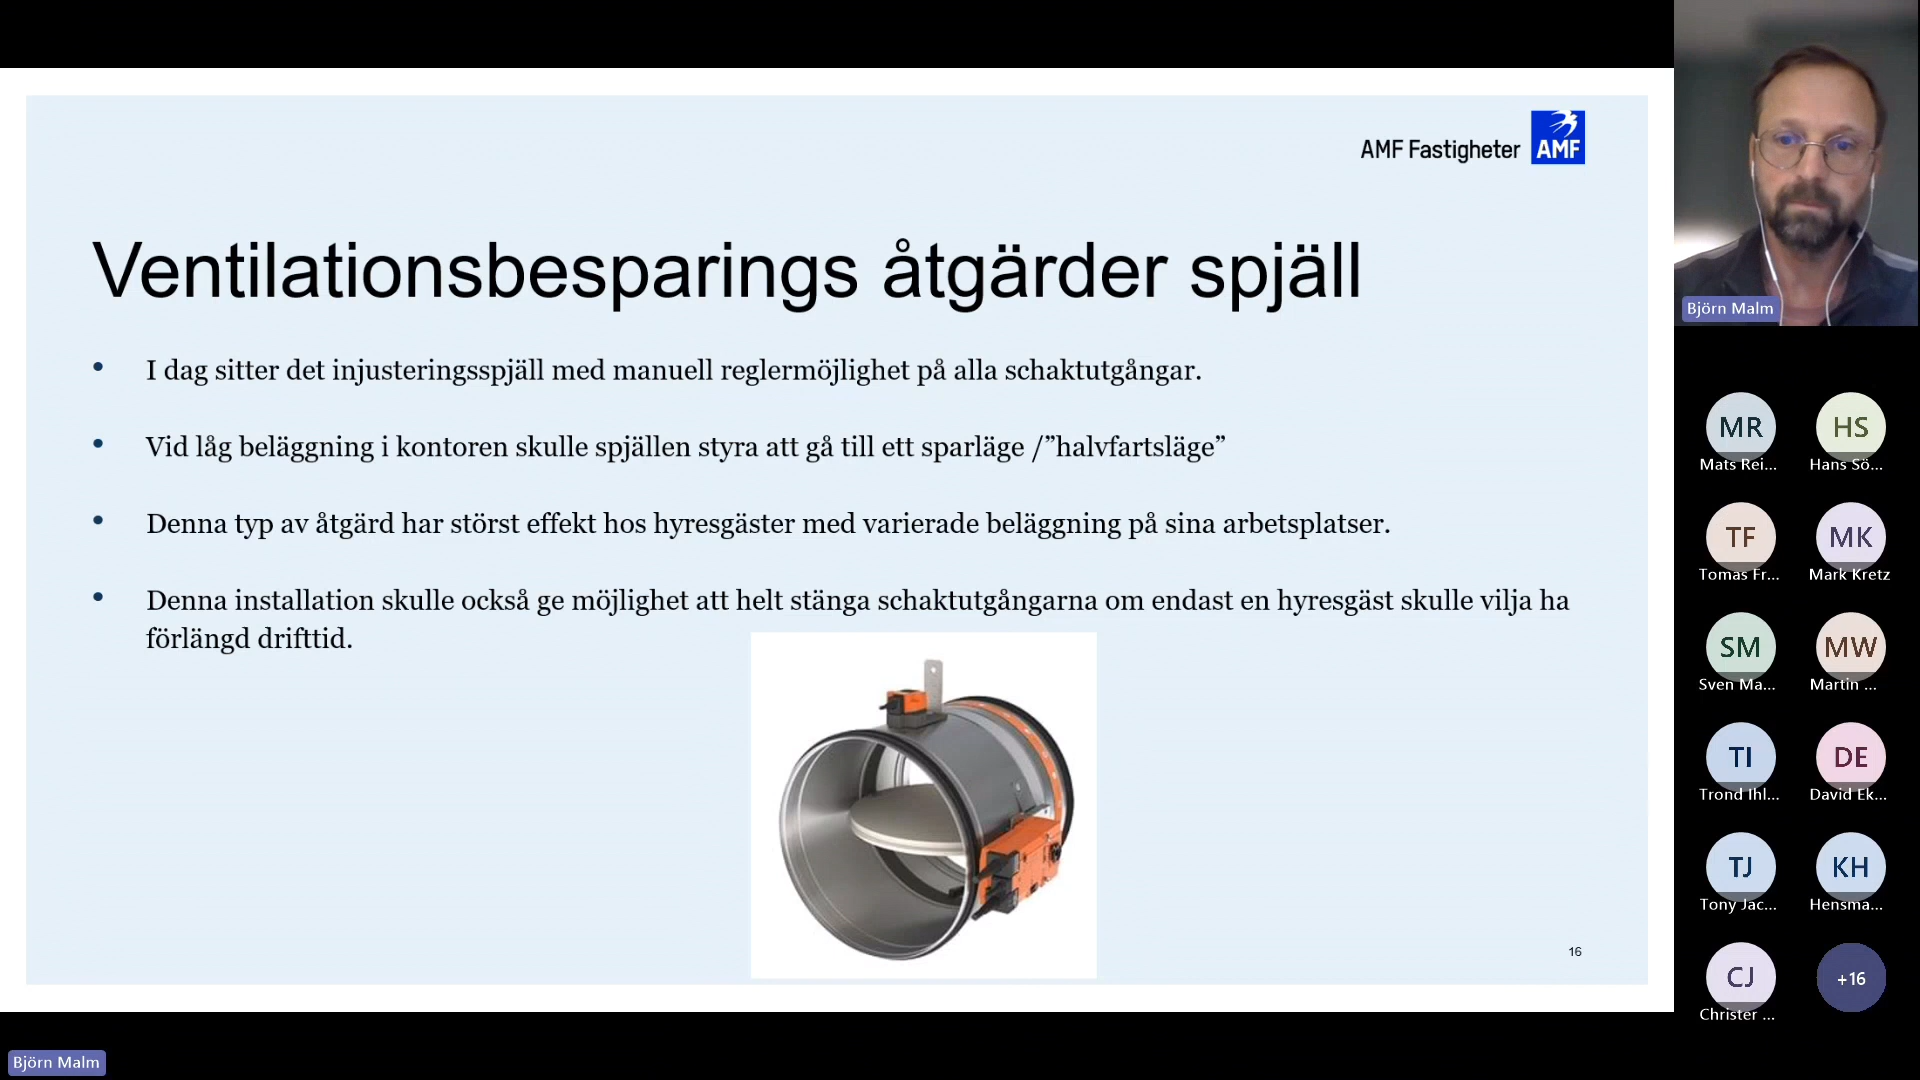 AMF Fastigheter
AMF
Ventilationsbesparings åtgärder spjäll
• I dag sitter det injusteringsspjäll med manuell reglermöjlighet på alla schaktutgångar.
• Vid låg beläggning i kontoren skulle spjällen styra att gå till ett sparläge /”halvfartsläge”
• Denna typ av åtgärd har störst effekt hos hyresgäster med varierade beläggning på sina arbetsplatser.
• Denna installation skulle också ge möjlighet att helt stänga schaktutgångarna om endast en hyresgäst skulle vilja ha
förlängd drifttid.
16
Björn Malm
Björn Malm
MR
Mats Rei...
HS
Hans Sö...
TF
Tomas Fr...
MK
Mark Kretz
SM
Sven Ma...
MW
Martin ...
TI
Trond Ihl...
DE
David Ek...
TJ
Tony Jac...
KH
Hensma...
CJ
Christer ...
+16